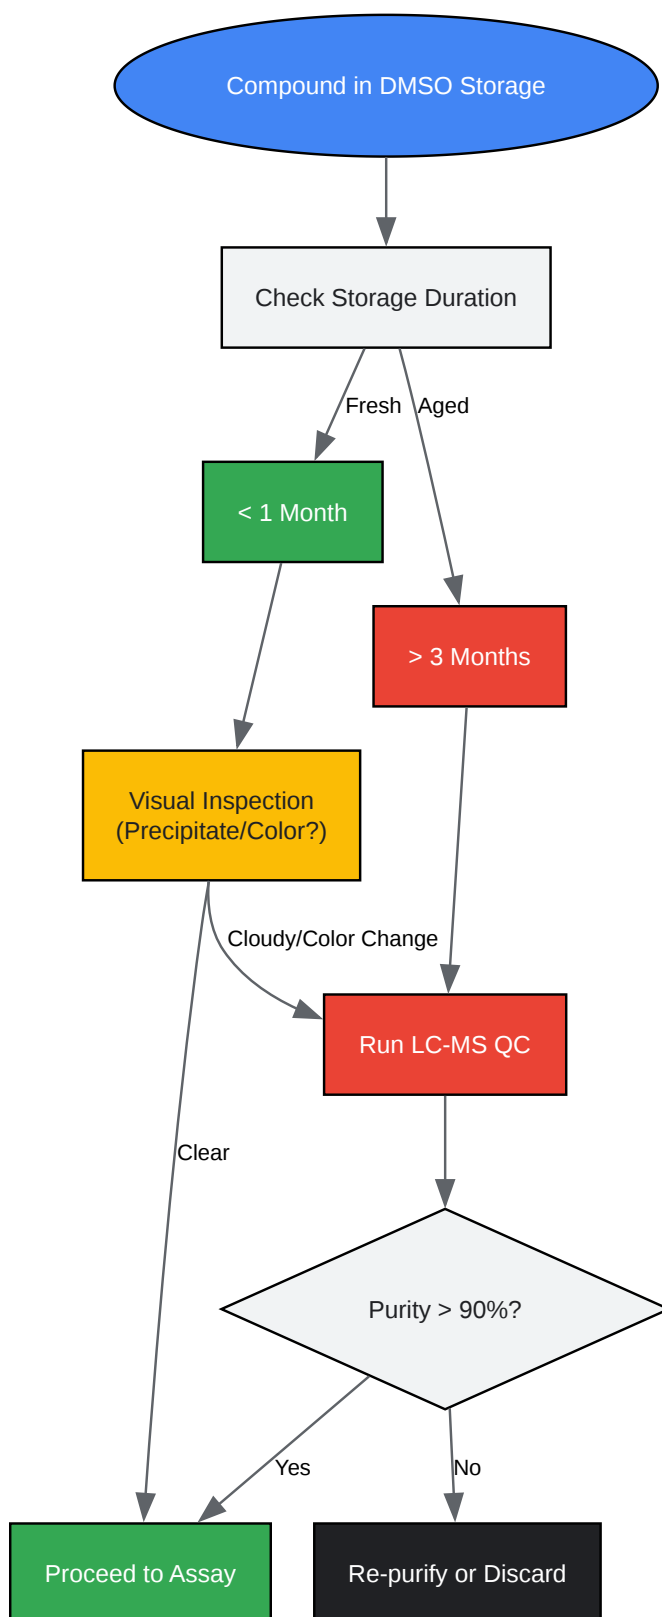 Compound in DMSO Storage
Check Storage Duration
Fresh
Aged
< 1 Month
> 3 Months
Visual Inspection
(Precipitate/Color?)
Cloudy/Color Change
Run LC-MS QC
Clear
Purity > 90%?
Yes
No
Proceed to Assay
Re-purify or Discard